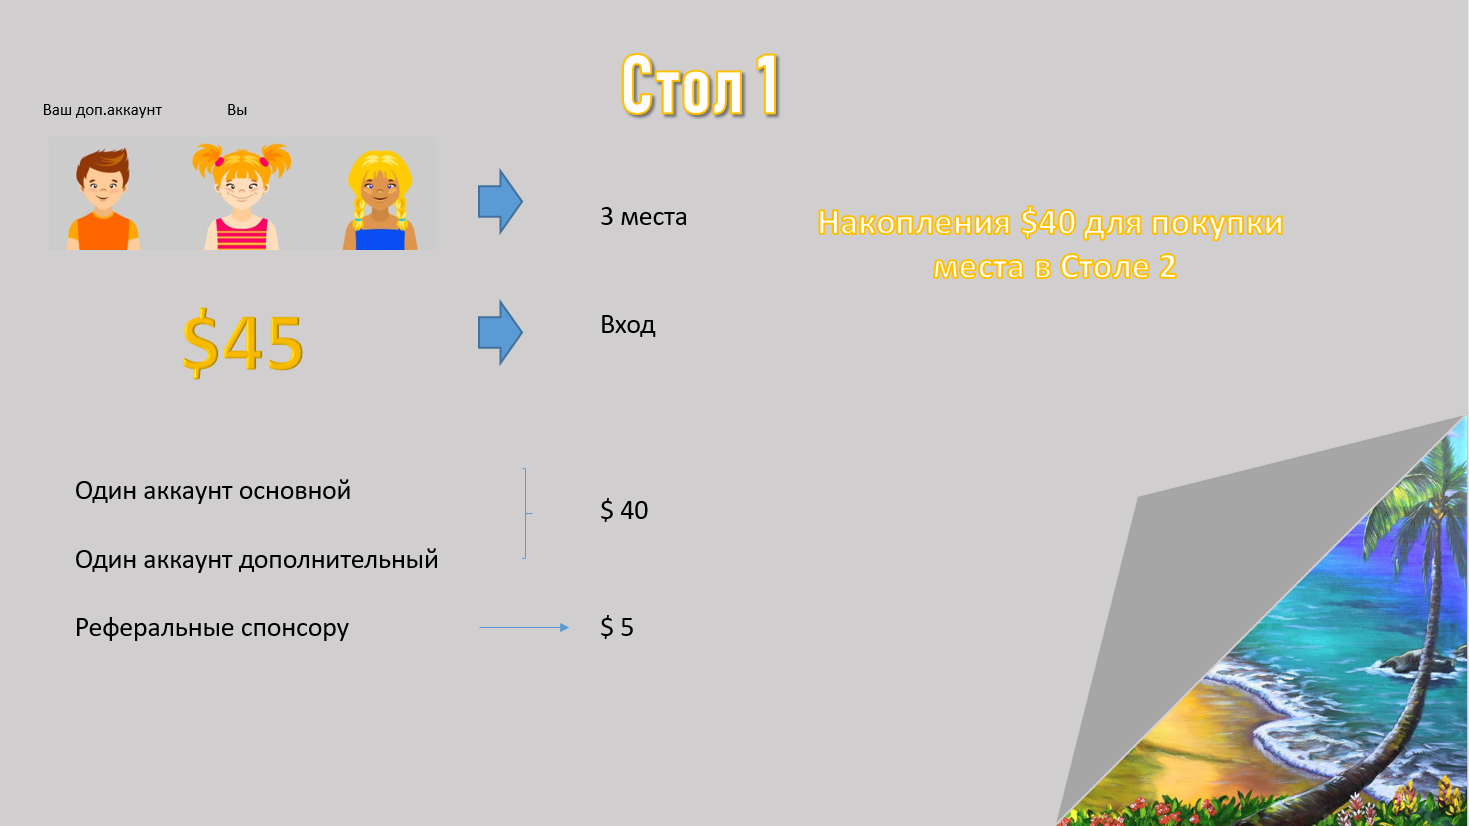 Стол 1
Ваш доп.аккаунт
Вы
3 места
Накопления $40 для покупки
места в Столе 2
$45
Вход
Один аккаунт основной
$ 40
Один аккаунт дополнительный
Реферальные спонсору
$ 5